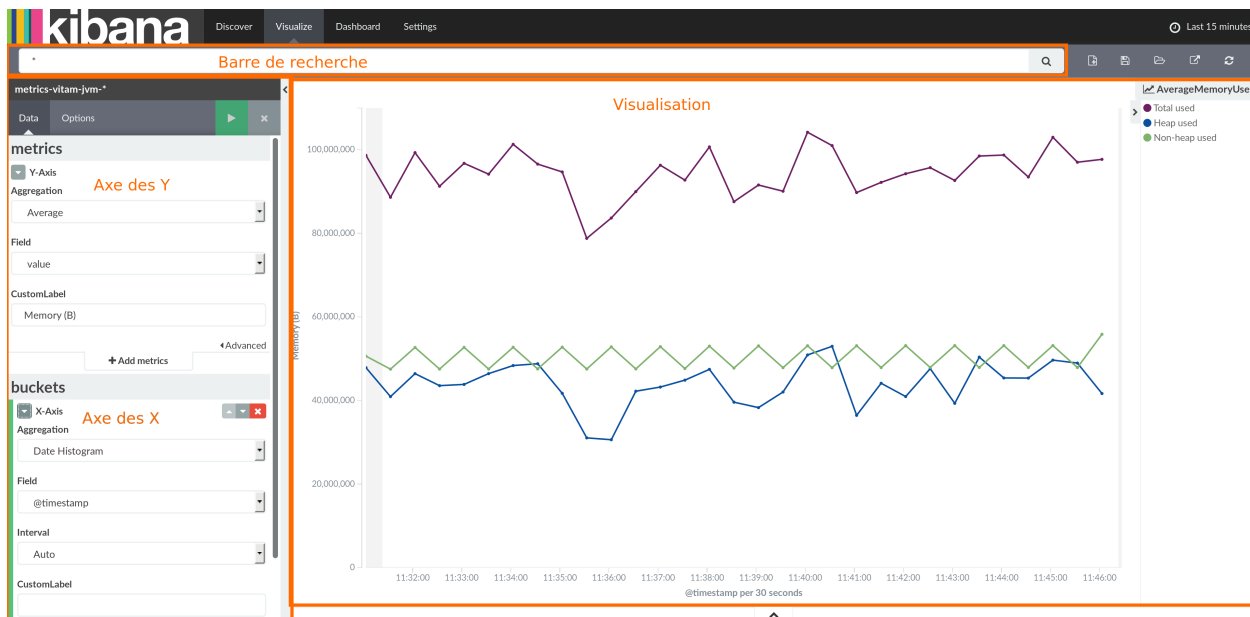 kibana Discover Visualize Dashboard Settings Last 15 minutes
* Barre de recherche
metrics-vitam-jvm-*
Data Options
metrics
Y-Axis
Axe des Y
Aggregation
Average
Field
value
CustomLabel
Memory (B)
Advanced
Add metrics
buckets
X-Axis
Axe des X
Aggregation
Date Histogram
Field
@timestamp
Interval
Auto
CustomLabel
Visualisation
100,000,000
80,000,000
60,000,000
40,000,000
20,000,000
0
Memory (B)
11:32:00 11:33:00 11:34:00 11:35:00 11:36:00 11:37:00 11:38:00 11:39:00 11:40:00 11:41:00 11:42:00 11:43:00 11:44:00 11:45:00 11:46:00
@timestamp per 30 seconds
AverageMemoryUse
Total used
Heap used
Non-heap used